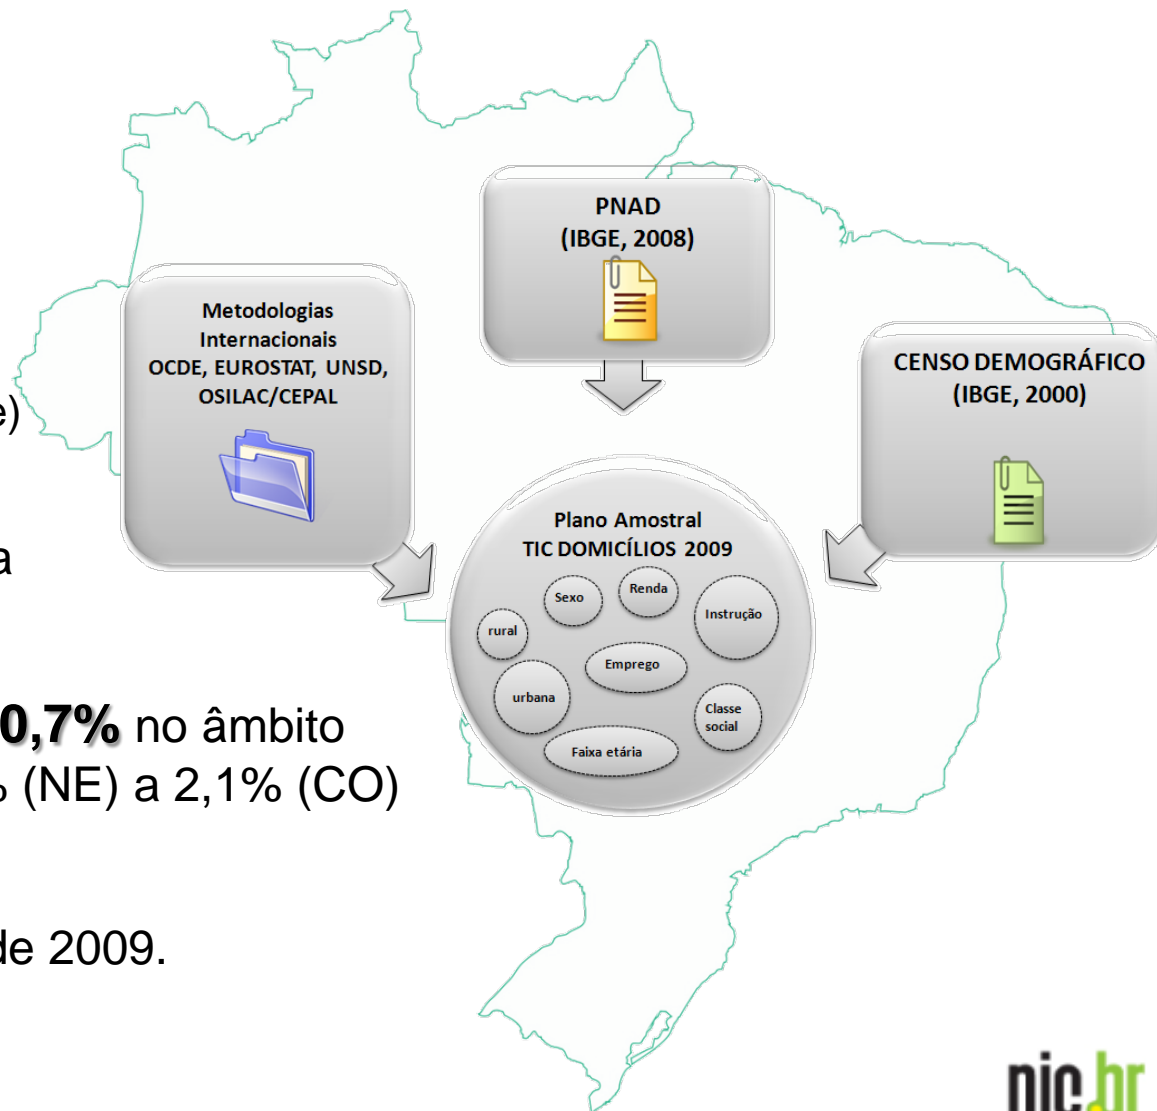 PNAD
(IBGE, 2008)
Metodologias
Internacionais
OCDE, EUROSTAT, UNSD,
OSILAC/CEPAL
CENSO DEMOGRÁFICO
(IBGE, 2000)
e)
a
0,7% no âmbito
% (NE) a 2,1% (CO)
de 2009.
Plano Amostral
TIC DOMICÍLIOS 2009
Sexo
Renda
Instrução
rural
Emprego
urbana
Classe
social
Faixa etária
nic.br